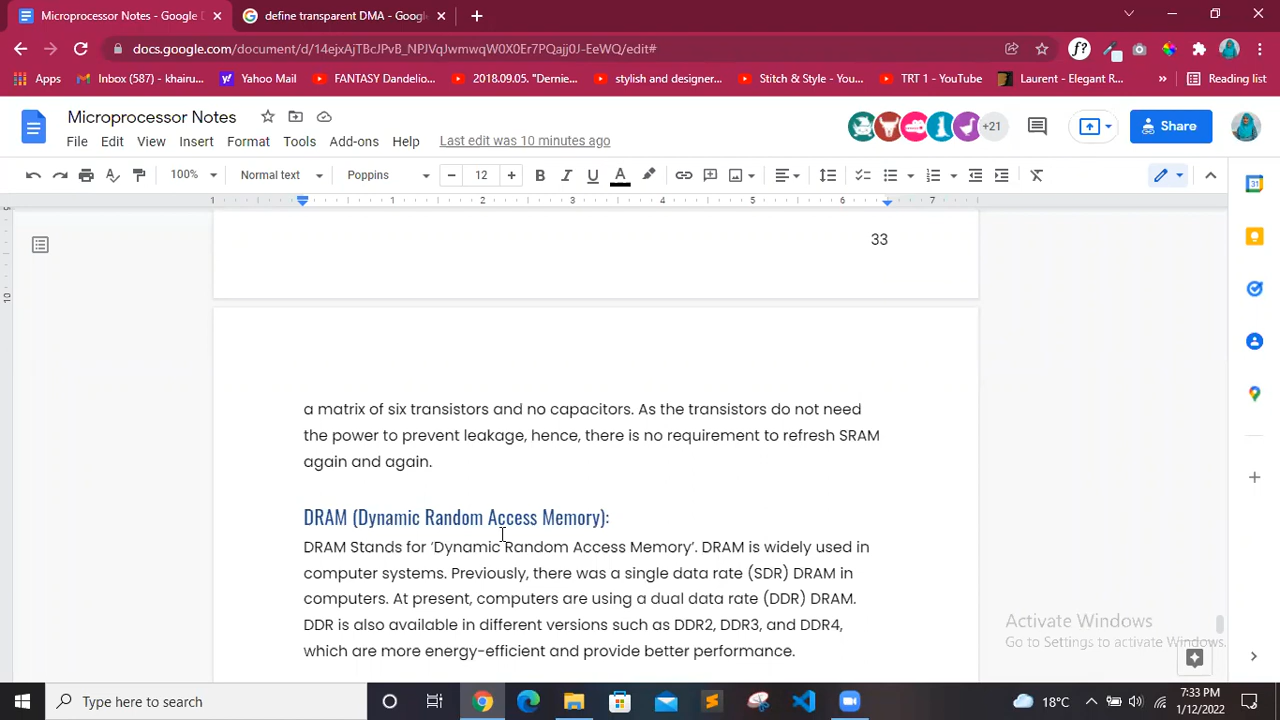 Microprocessor Notes - Google D
define transparent DMA - Google
docs.google.com/document/d/14ejxAjTBcJPvB_NPJVqJwmwqW0X0Er7PQajj0J-EeWQ/edit#
Apps
Inbox (587) - khairu...
Yahoo Mail
FANTASY Dandelio...
2018.09.05. "Dernie...
stylish and designer...
Stitch & Style - You...
TRT 1 - YouTube
Laurent - Elegant R...
Reading list
Microprocessor Notes
+21
Share
File Edit View Insert Format Tools Add-ons Help
Last edit was 10 minutes ago
100% Normal text Poppins 12
1 1 2 3 4 5 6 7
33
a matrix of six transistors and no capacitors. As the transistors do not need
the power to prevent leakage, hence, there is no requirement to refresh SRAM
again and again.
DRAM (Dynamic Random Access Memory):
DRAM Stands for ‘Dynamic Random Access Memory’. DRAM is widely used in
computer systems. Previously, there was a single data rate (SDR) DRAM in
computers. At present, computers are using a dual data rate (DDR) DRAM.
DDR is also available in different versions such as DDR2, DDR3, and DDR4,
which are more energy-efficient and provide better performance.
Activate Windows
Go to Settings to activate Windows.
Type here to search
18°C
7:33 PM
1/12/2022